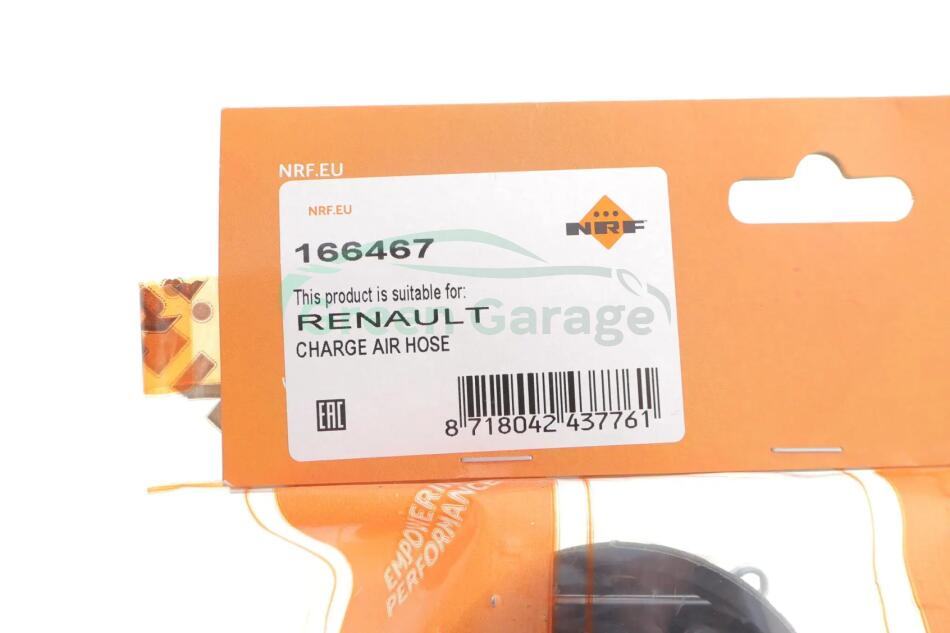 NRF.EU
NRF.EU
NRF
166467
This product is suitable for:
RENAULT
Green Garage
CHARGE AIR HOSE
EAC
8 718042 437761
EMPOWERING
PERFORMANCE